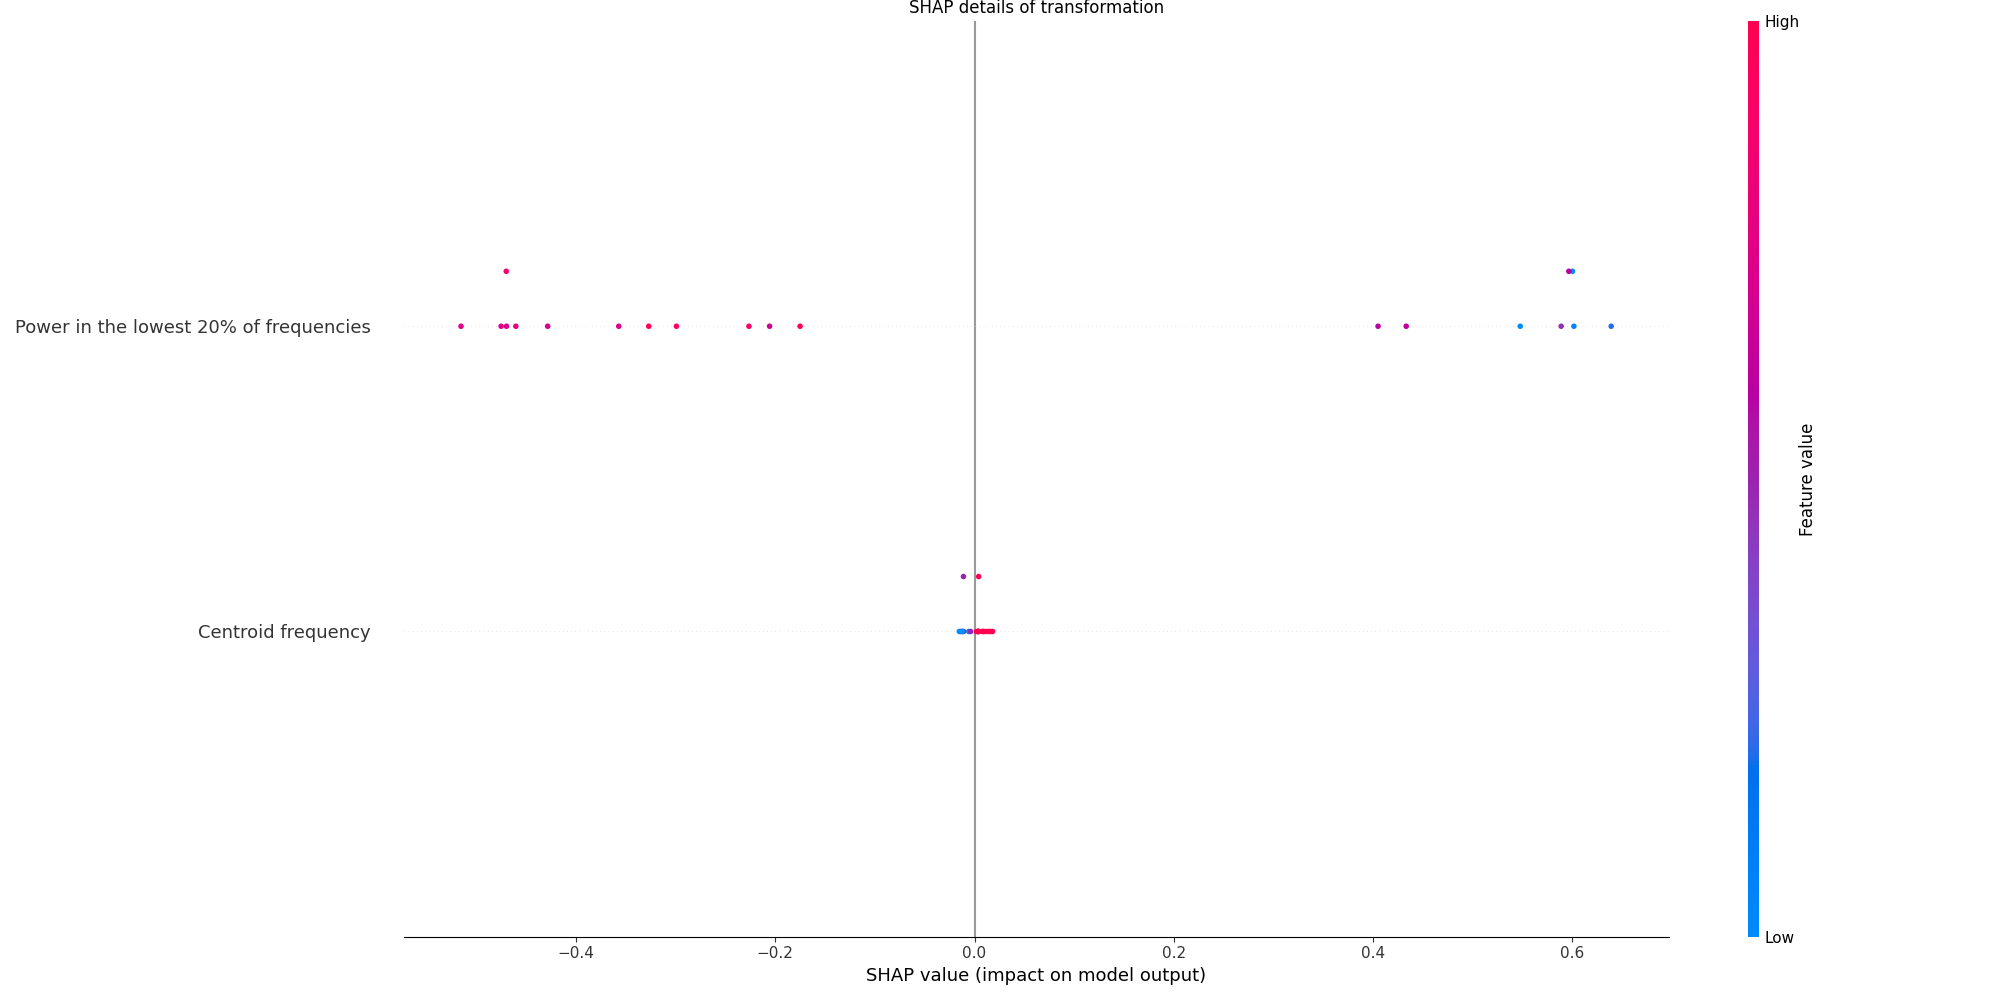 SHAP details of transformation
High
Power in the lowest 20% of frequencies
Feature value
Centroid frequency
Low
−0.4 −0.2 0.0 0.2 0.4 0.6
SHAP value (impact on model output)